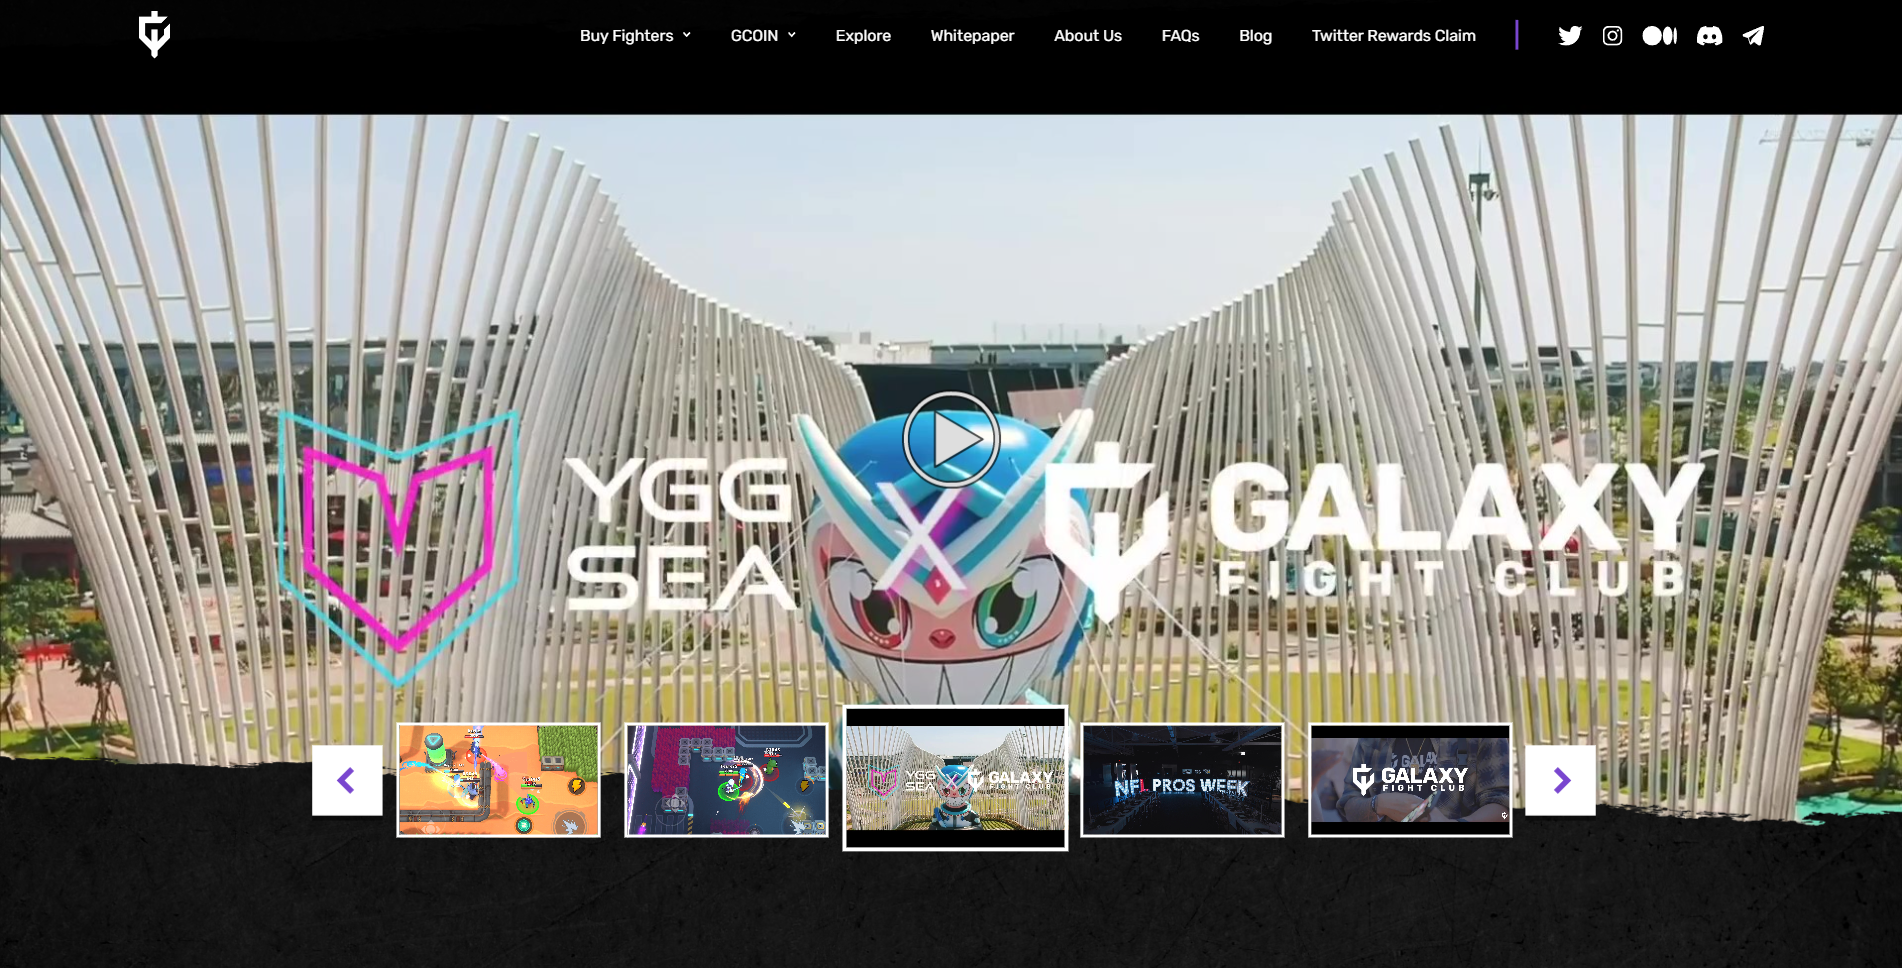 Buy Fighters
GCOIN
Explore
Whitepaper
About Us
FAQs
Blog
Twitter Rewards Claim
YGG
SEA
X
GALAXY
FIGHT CLUB
YGG
SEA
X
GALAXY
FIGHT CLUB
NFL PROS WEEK
GALAXY
GALAXY
FIGHT CLUB